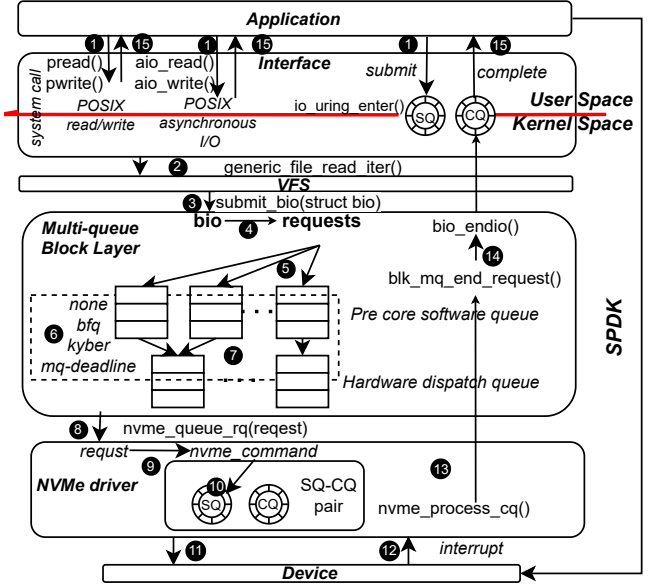 Application
1
15
1
15
1
15
pread()
pwrite()
aio_read()
aio_write()
Interface
submit
complete
system call
POSIX
read/write
POSIX
asynchronous
I/O
io_uring_enter()
SQ
CQ
User Space
Kernel Space
2
generic_file_read_iter()
VFS
3
submit_bio(struct bio)
bio
4
requests
Multi-queue
Block Layer
bio_endio()
14
blk_mq_end_request()
5
6
none
bfq
kyber
mq-deadline
Pre core software queue
7
Hardware dispatch queue
SPDK
8
nvme_queue_rq(reqest)
requst
nvme_command
9
NVMe driver
10
SQ
CQ
SQ-CQ
pair
13
nvme_process_cq()
11
12
interrupt
Device